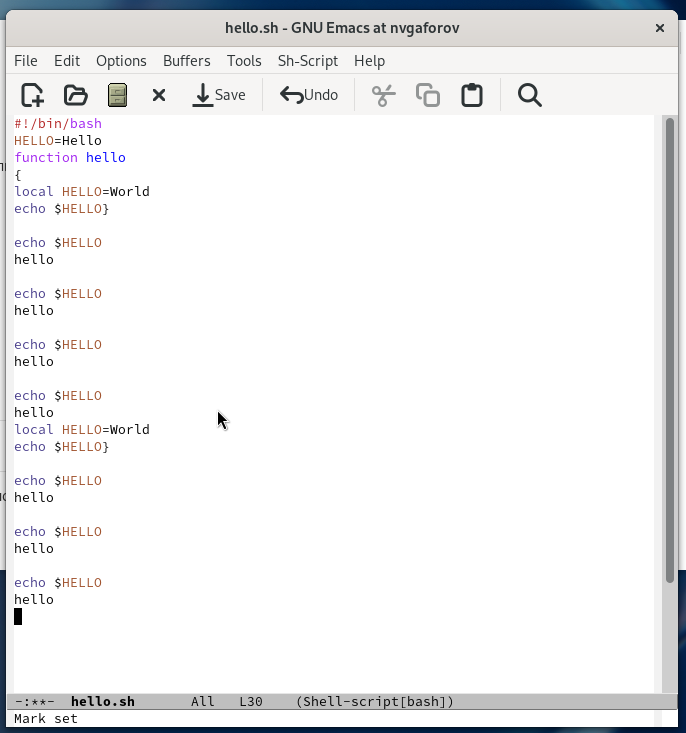 hello.sh - GNU Emacs at nvgaforov
File Edit Options Buffers Tools Sh-Script Help
Save Undo
#!/bin/bash
HELLO=Hello
function hello
{
local HELLO=World
echo $HELLO}
echo $HELLO
hello
echo $HELLO
hello
echo $HELLO
hello
echo $HELLO
hello
local HELLO=World
echo $HELLO}
echo $HELLO
hello
echo $HELLO
hello
echo $HELLO
hello
-:**- hello.sh All L30 (Shell-script[bash])
Mark set